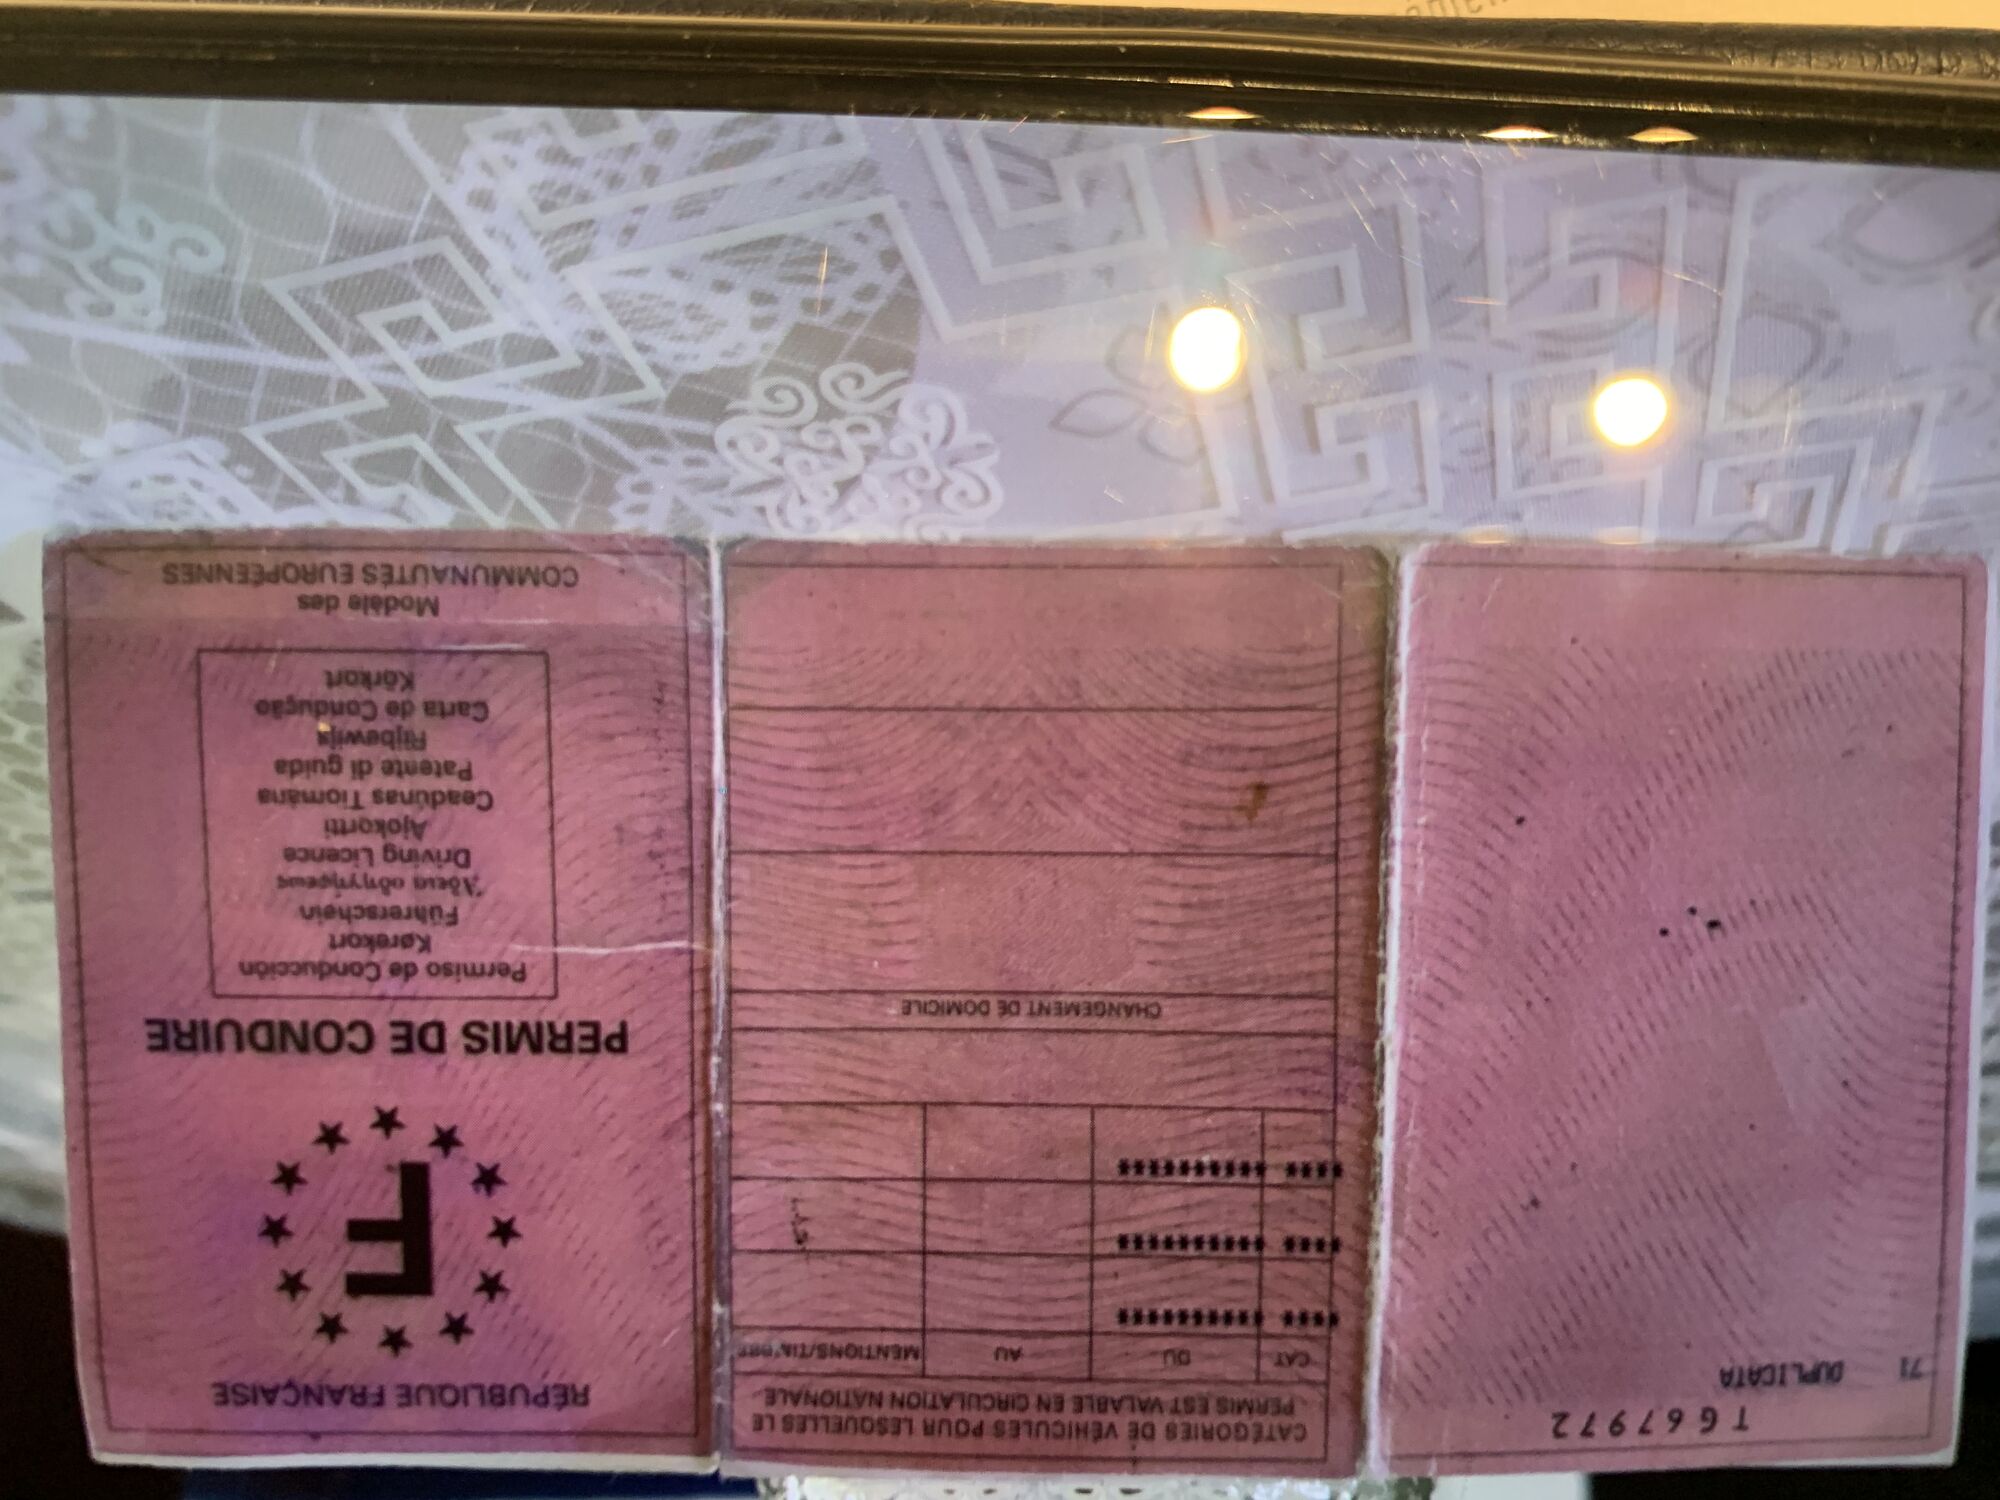 T G67972
71 DUPLICATA
CATÉGORIES DE VÉHICULES POUR LESQUELLES LE
PERMIS EST VALABLE EN CIRCULATION NATIONALE
CAT DU AU MENTIONS/TIMBRE
**** **********
**** **********
**** **********
CHANGEMENT DE DOMICILE
RÉPUBLIQUE FRANÇAISE
F
PERMIS DE CONDUIRE
Permiso de Conducción
Kørekort
Führerschein
Άδεια οδηγήσεως
Driving Licence
Ajokortti
Ceadúnas Tiomána
Patente di guida
Rijbewijs
Carta de Condução
Körkort
Modèle des
COMMUNAUTÉS EUROPÉENNES